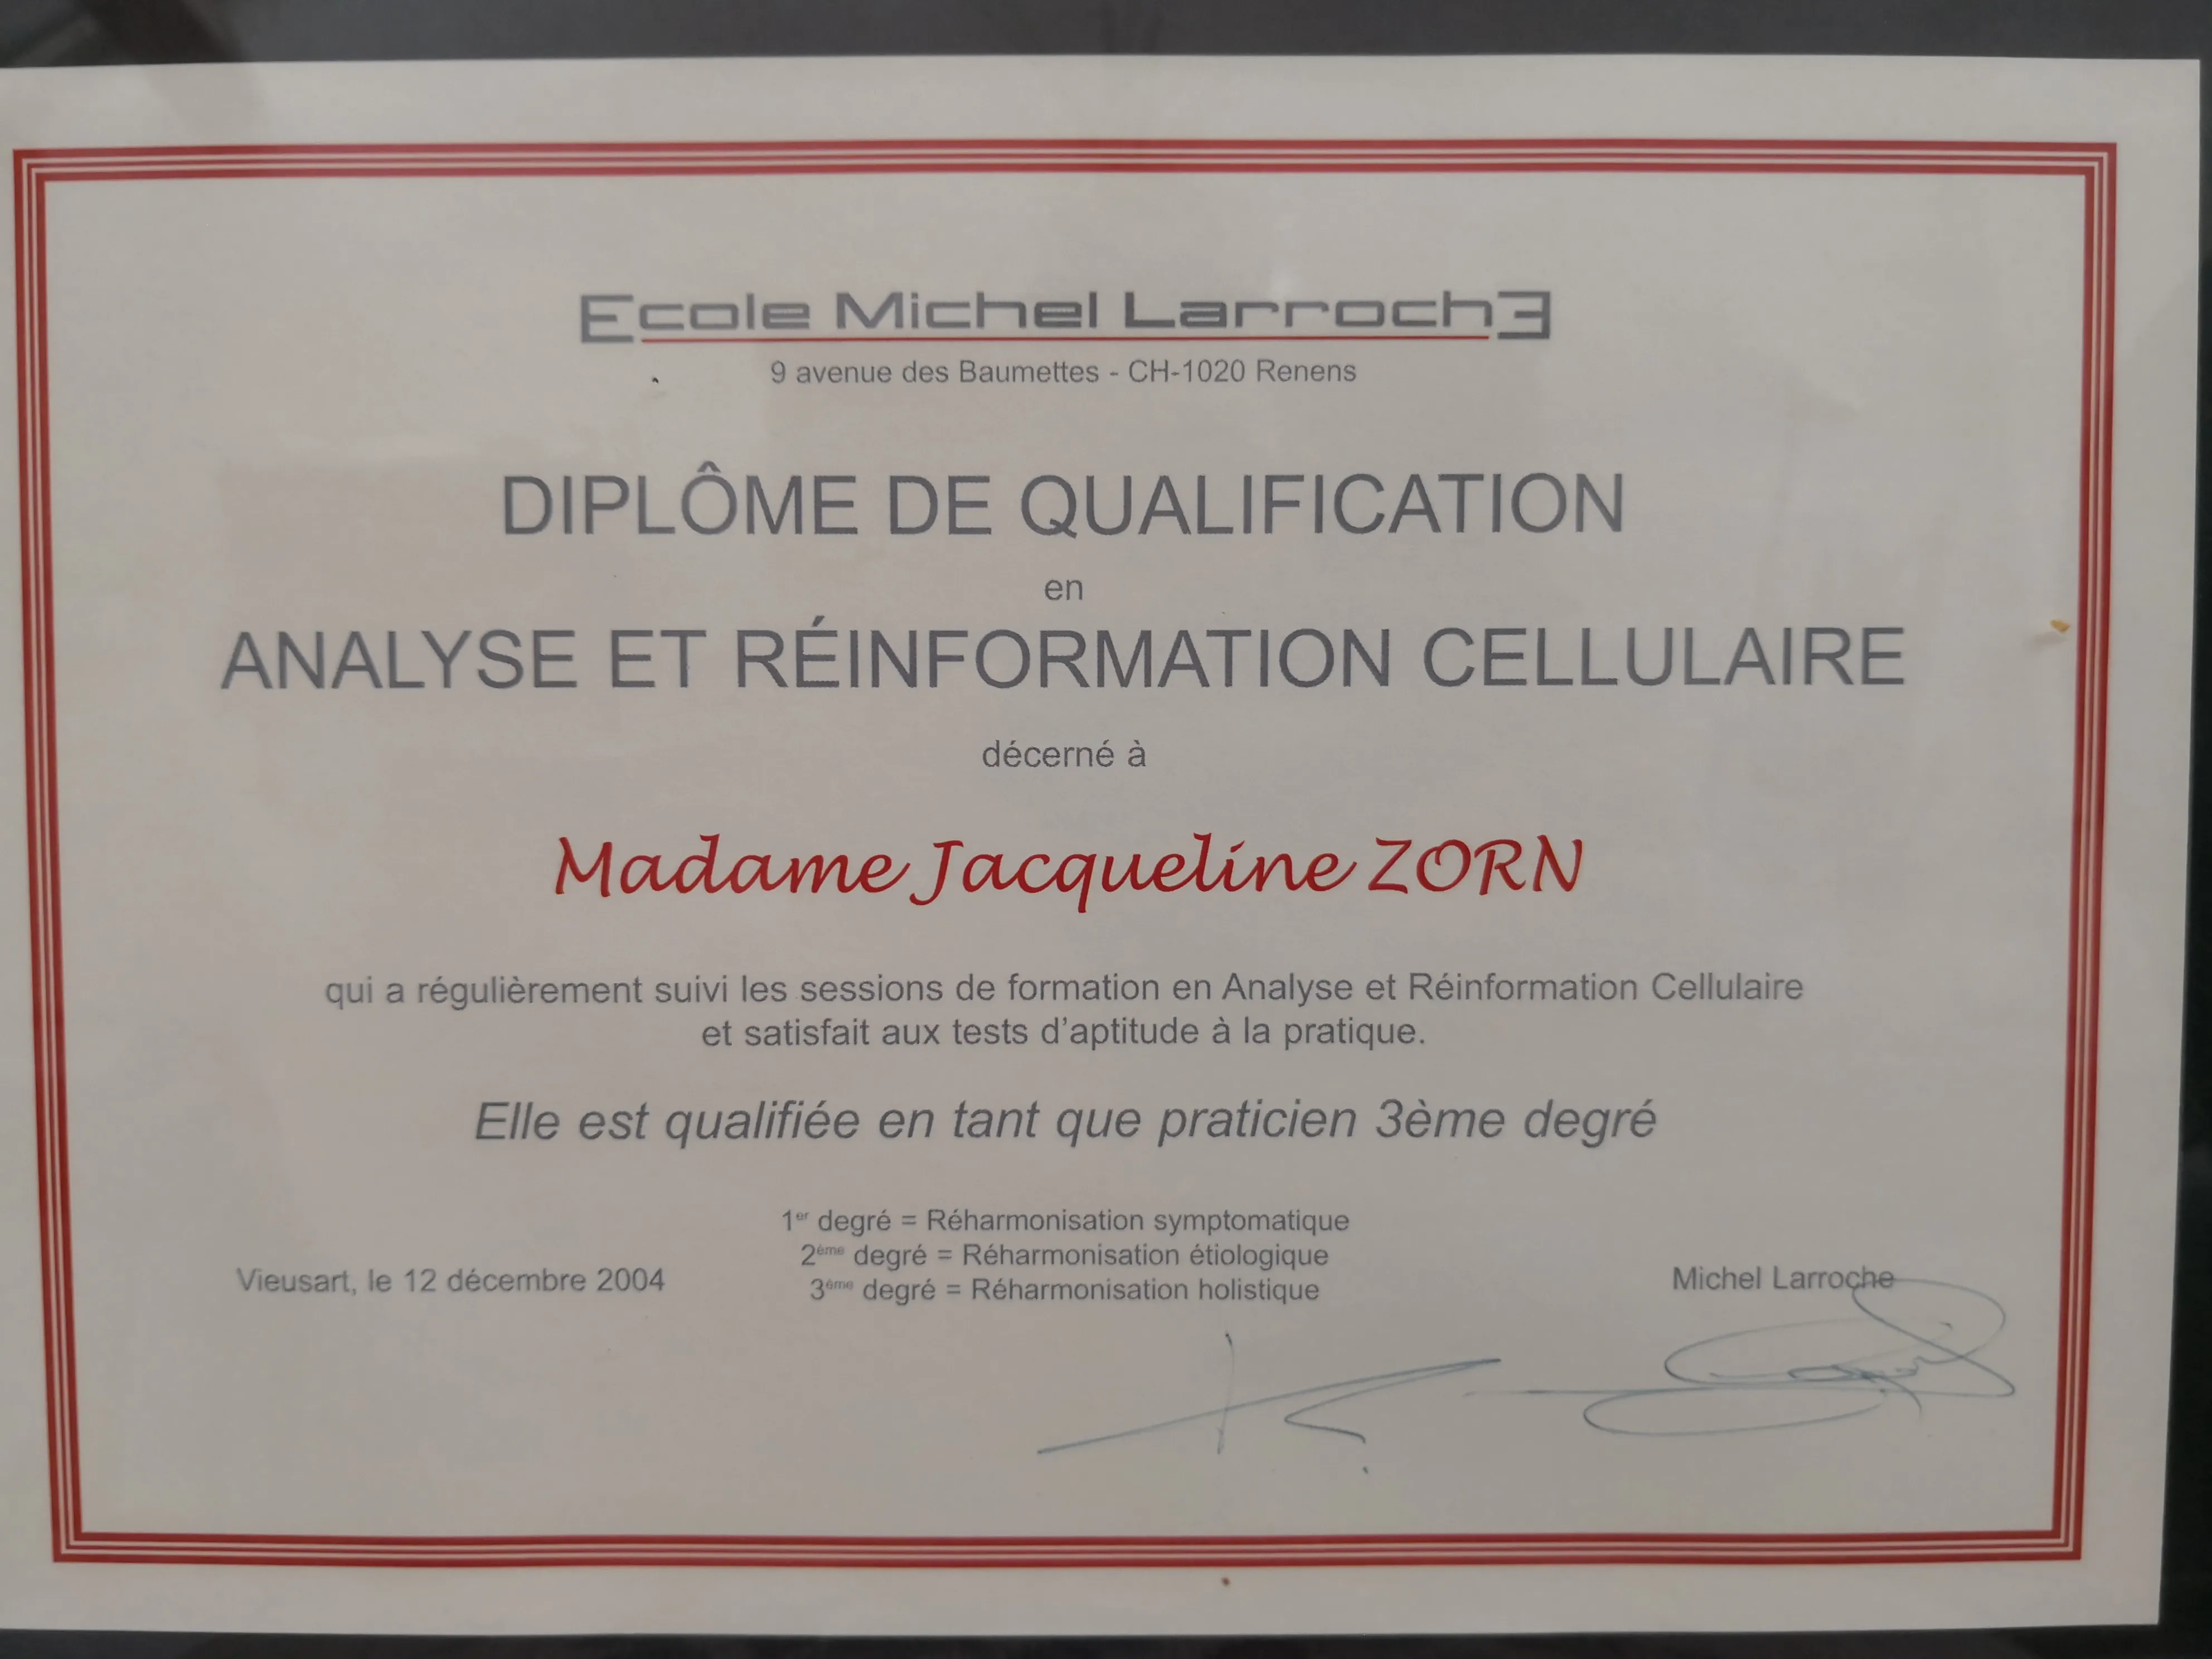 Ecole Michel Larroche
9 avenue des Baumettes - CH-1020 Renens
DIPLÔME DE QUALIFICATION
en
ANALYSE ET RÉINFORMATION CELLULAIRE
décerné à
Madame Jacqueline ZORN
qui a régulièrement suivi les sessions de formation en Analyse et Réinformation Cellulaire
et satisfait aux tests d'aptitude à la pratique.
Elle est qualifiée en tant que praticien 3ème degré
1er degré = Réharmonisation symptomatique
2ème degré = Réharmonisation étiologique
3ème degré = Réharmonisation holistique
Vieusart, le 12 décembre 2004
Michel Larroche